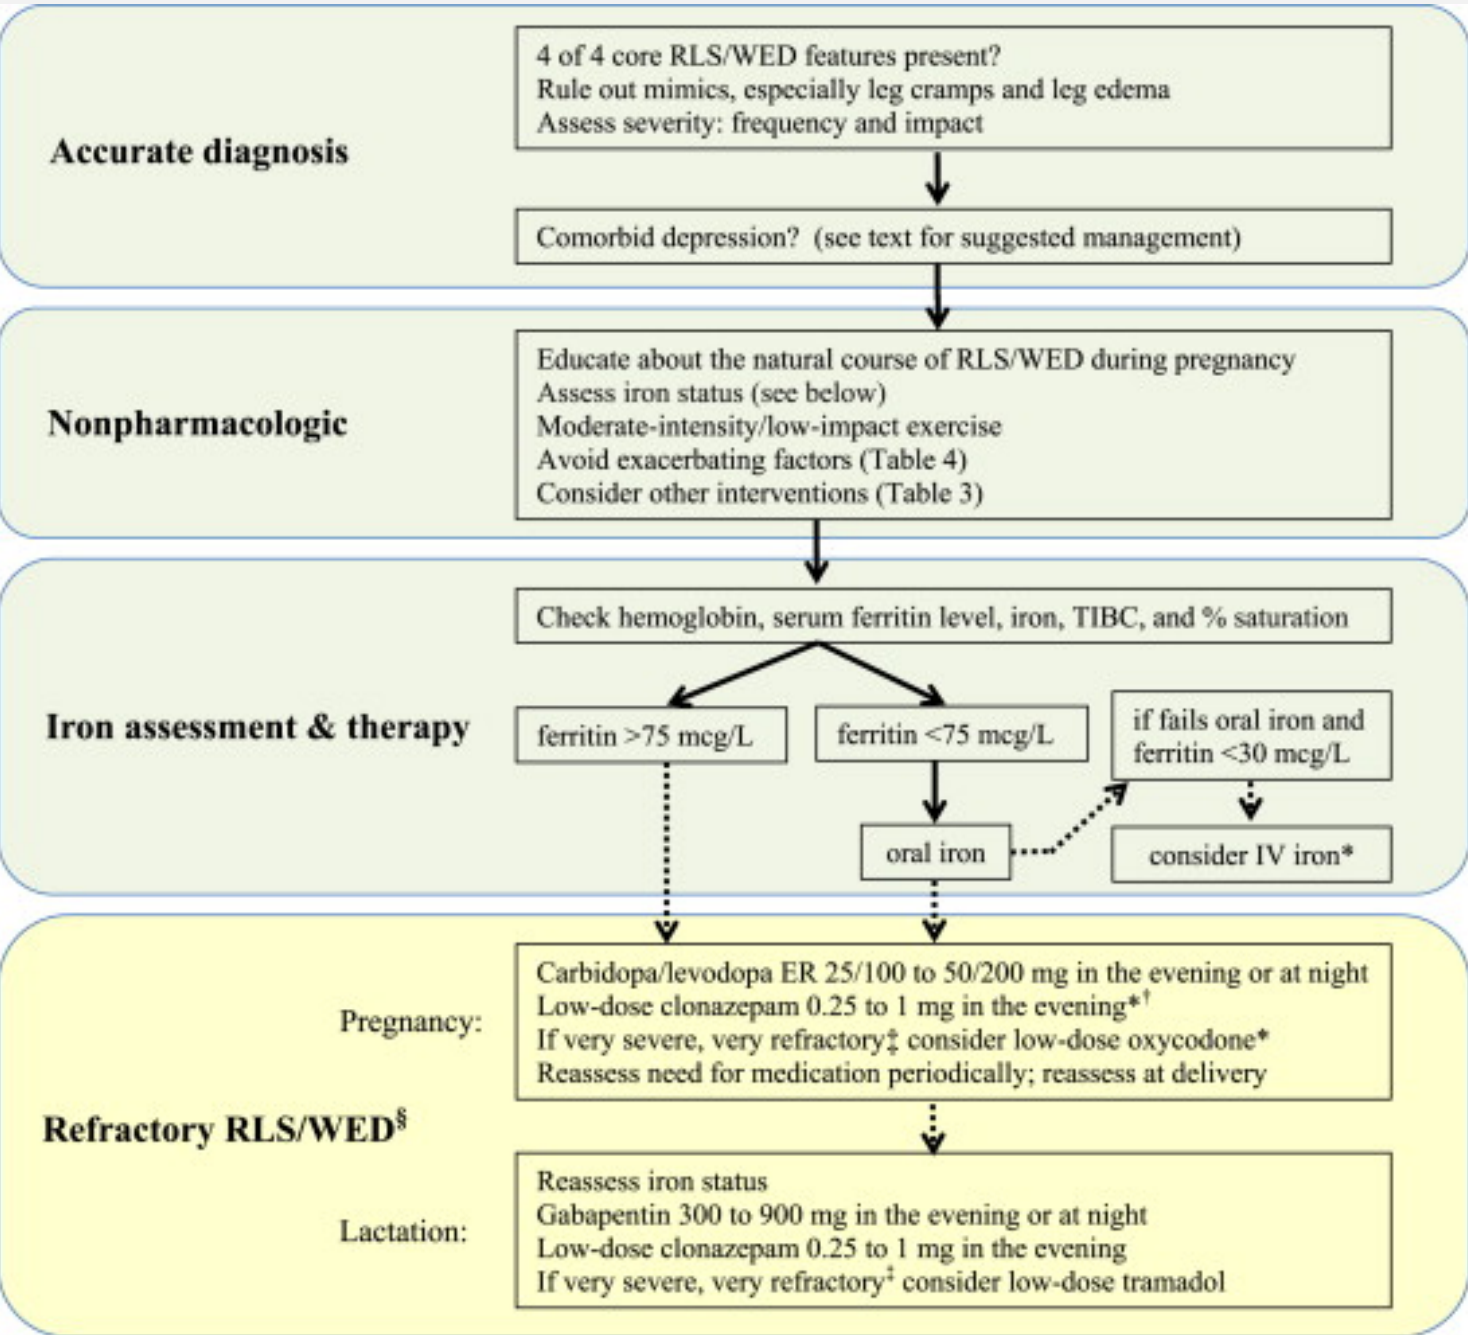 Accurate diagnosis
4 of 4 core RLS/WED features present?
Rule out mimics, especially leg cramps and leg edema
Assess severity: frequency and impact
Comorbid depression?  (see text for suggested management)
Nonpharmacologic
Educate about the natural course of RLS/WED during pregnancy
Assess iron status (see below)
Moderate-intensity/low-impact exercise
Avoid exacerbating factors (Table 4)
Consider other interventions (Table 3)
Iron assessment & therapy
Check hemoglobin, serum ferritin level, iron, TIBC, and % saturation
ferritin >75 mcg/L
ferritin <75 mcg/L
if fails oral iron and
ferritin <30 mcg/L
oral iron
consider IV iron*
Refractory RLS/WED§
Pregnancy:
Carbidopa/levodopa ER 25/100 to 50/200 mg in the evening or at night
Low-dose clonazepam 0.25 to 1 mg in the evening*†
If very severe, very refractory‡ consider low-dose oxycodone*
Reassess need for medication periodically; reassess at delivery
Lactation:
Reassess iron status
Gabapentin 300 to 900 mg in the evening or at night
Low-dose clonazepam 0.25 to 1 mg in the evening
If very severe, very refractory‡ consider low-dose tramadol